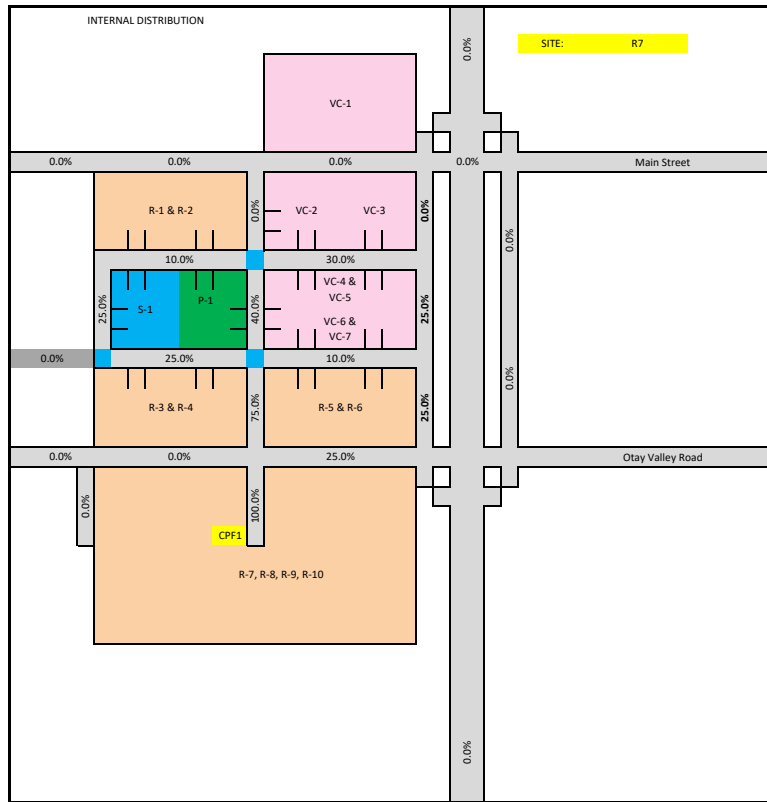 INTERNAL DISTRIBUTION
SITE: R7
0.0%
VC-1
0.0% 0.0% 0.0% 0.0% Main Street
R-1 & R-2
0.0%
VC-2 VC-3
0.0%
0.0%
10.0% 30.0%
25.0%
S-1
P-1
40.0%
VC-4 &
VC-5
VC-6 &
VC-7
25.0%
0.0% 25.0% 10.0%
0.0%
R-3 & R-4
75.0%
R-5 & R-6
25.0%
0.0% 0.0% 25.0% Otay Valley Road
0.0%
100.0%
CPF1
R-7, R-8, R-9, R-10
0.0%